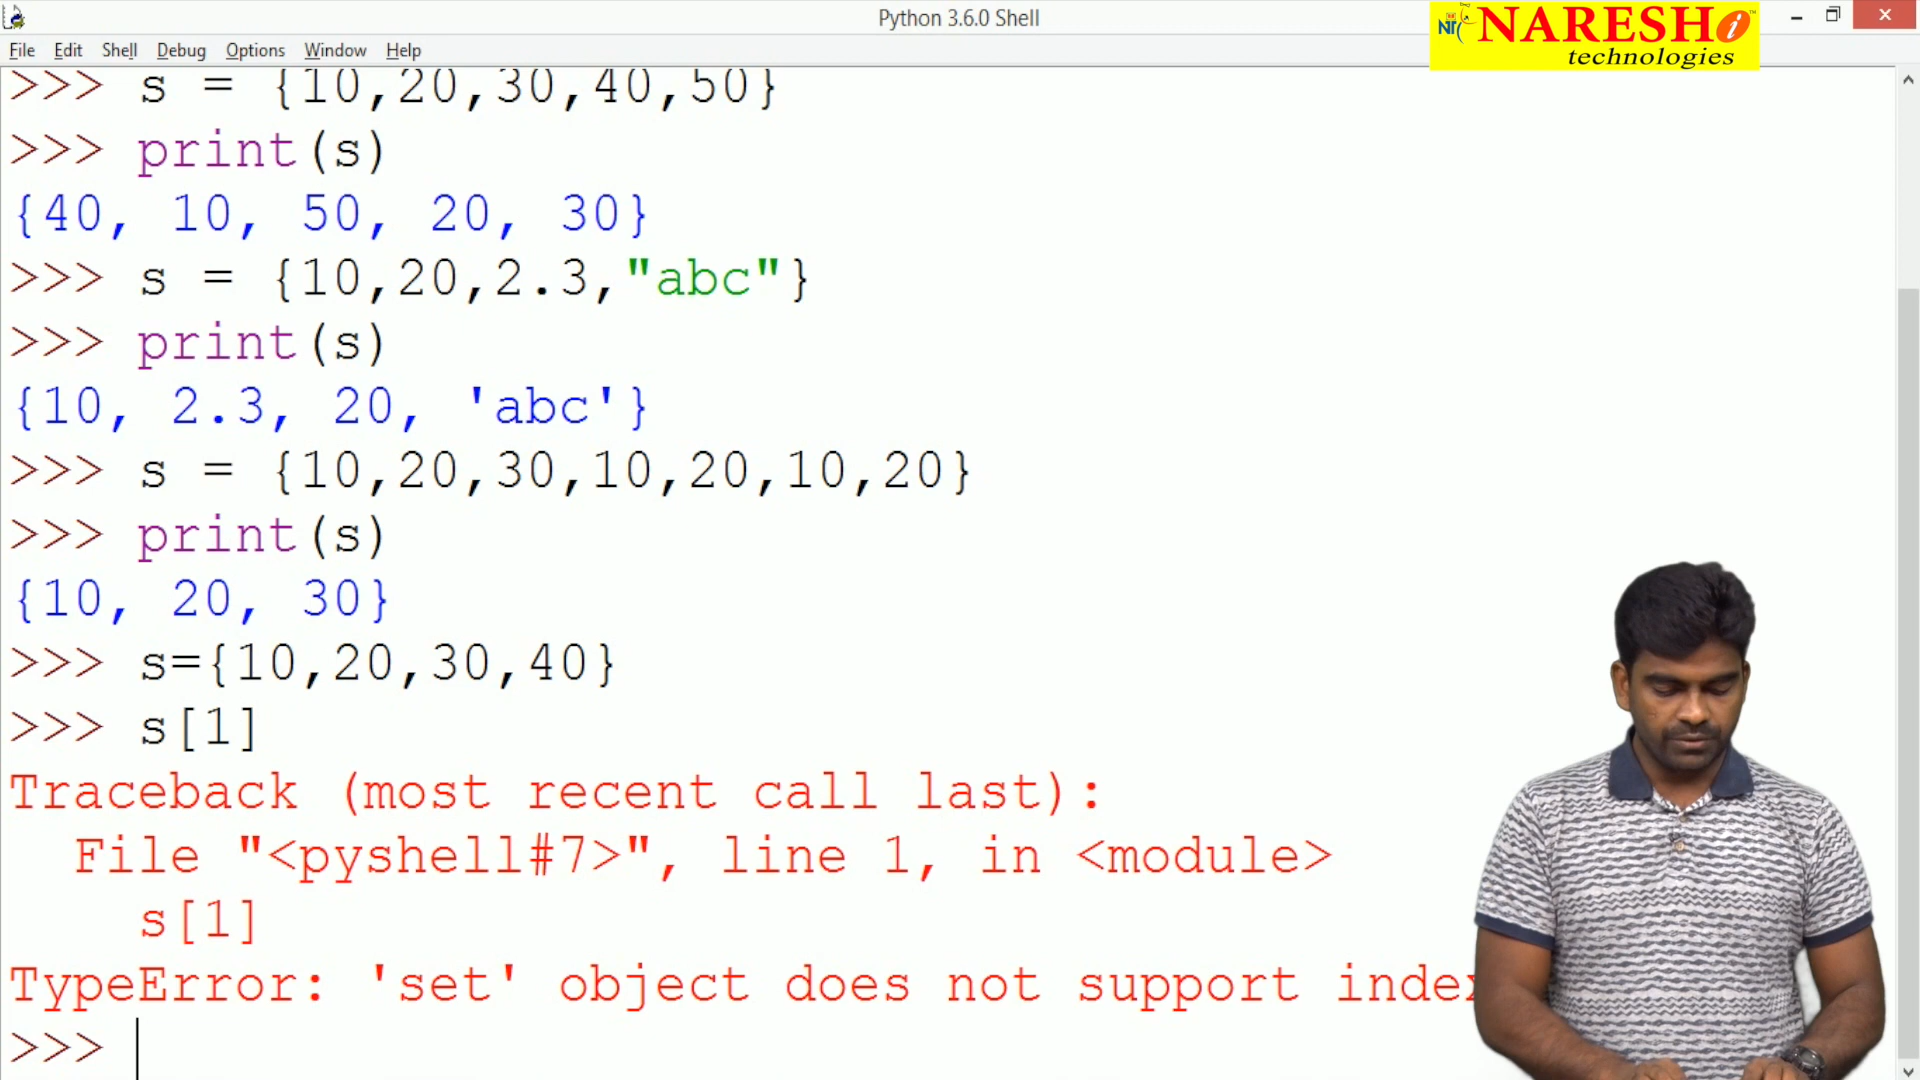 Python 3.6.0 Shell
NT NARESH i
technologies
File Edit Shell Debug Options Window Help
>>> s = {10,20,30,40,50}
>>> print(s)
{40, 10, 50, 20, 30}
>>> s = {10,20,2.3,"abc"}
>>> print(s)
{10, 2.3, 20, 'abc'}
>>> s = {10,20,30,10,20,10,20}
>>> print(s)
{10, 20, 30}
>>> s={10,20,30,40}
>>> s[1]
Traceback (most recent call last):
  File "<pyshell#7>", line 1, in <module>
    s[1]
TypeError: 'set' object does not support index
>>>